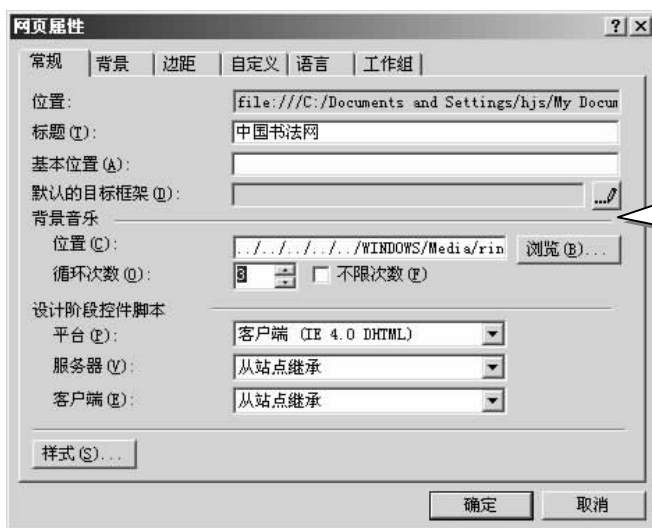 网页属性
常规 背景 边距 自定义 语言 工作组
位置: file:///C:/Documents and Settings/hjs/My Docum
标题(T): 中国书法网
基本位置(A):
默认的目标框架(D): ...
背景音乐
位置(C): ../../../../../WINDOWS/Media/rin 浏览(B)...
循环次数(O): 3 不限次数(F)
设计阶段控件脚本
平台(P): 客户端 (IE 4.0 DHTML)
服务器(V): 从站点继承
客户端(E): 从站点继承
样式(S)...
确定 取消